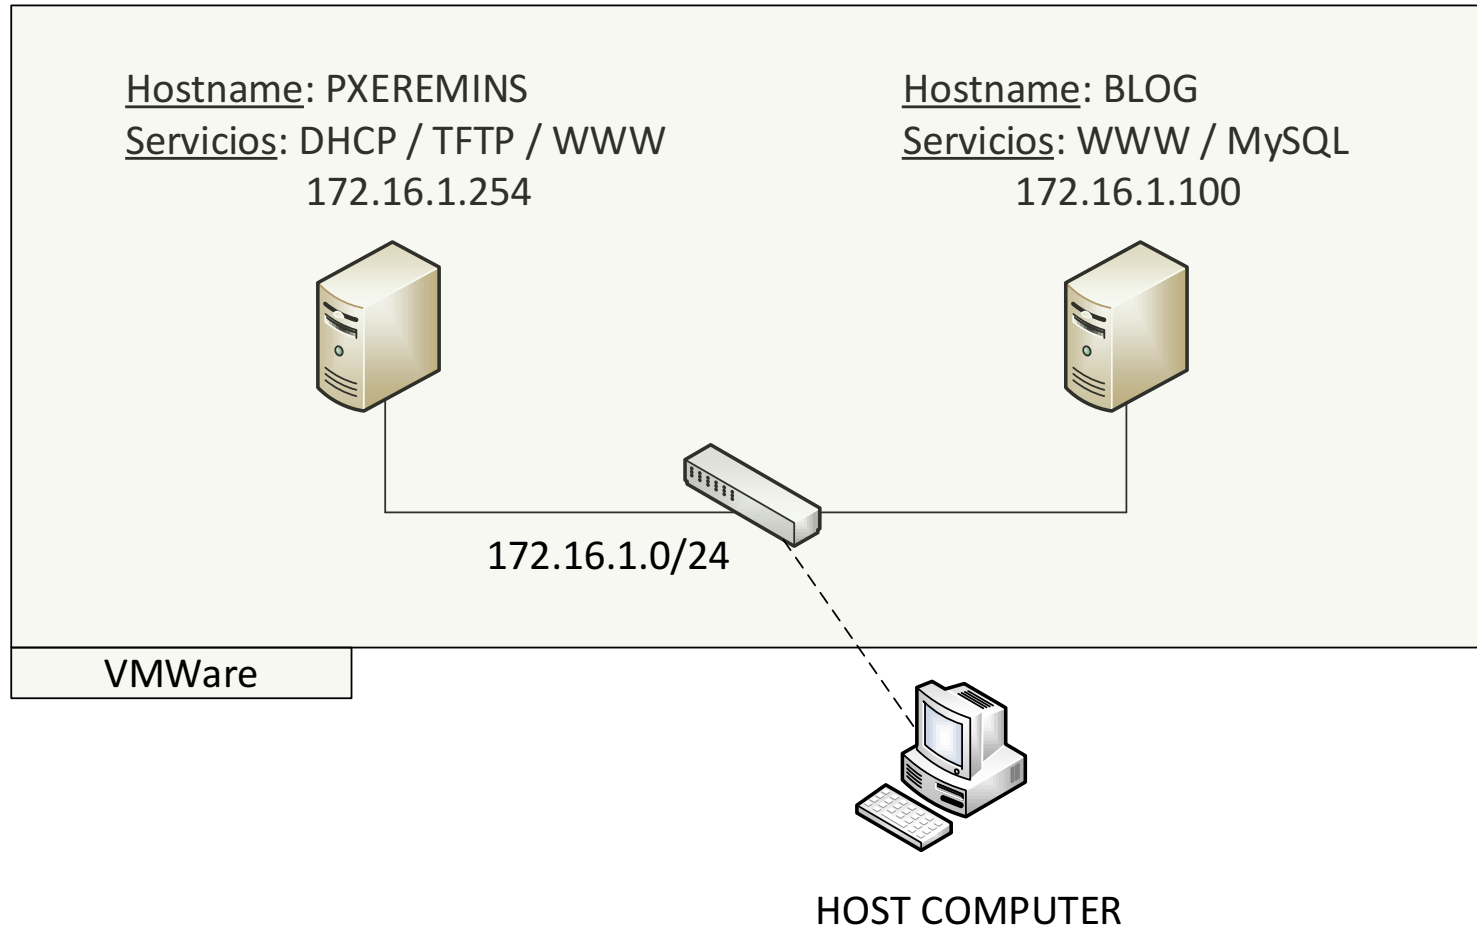 Hostname: PXEREMINS
Servicios: DHCP / TFTP / WWW
172.16.1.254
Hostname: BLOG
Servicios: WWW / MySQL
172.16.1.100
172.16.1.0/24
VMWare
HOST COMPUTER